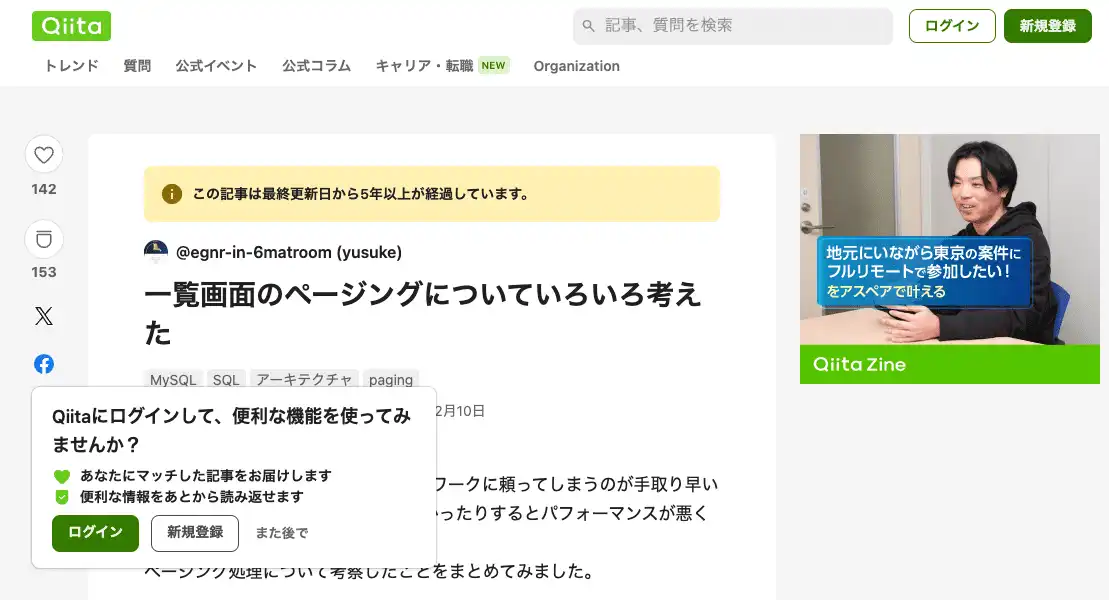 Qiita
記事、質問を検索
ログイン
新規登録
トレンド 質問 公式イベント 公式コラム キャリア・転職 NEW Organization
142
153
この記事は最終更新日から5年以上が経過しています。
@egnr-in-6matroom (yusuke)
一覧画面のページングについていろいろ考え
た
MySQL SQL アーキテクチャ paging
2月10日
ワークに頼ってしまうのが手取り早い
ったりするとパフォーマンスが悪く
ページング処理について考察したことをまとめてみました。
Qiitaにログインして、便利な機能を使ってみ
ませんか？
あなたにマッチした記事をお届けします
便利な情報をあとから読み返せます
ログイン 新規登録 また後で
地元にいながら東京の案件に
フルリモートで参加したい！
をアスペアで叶える
Qiita Zine